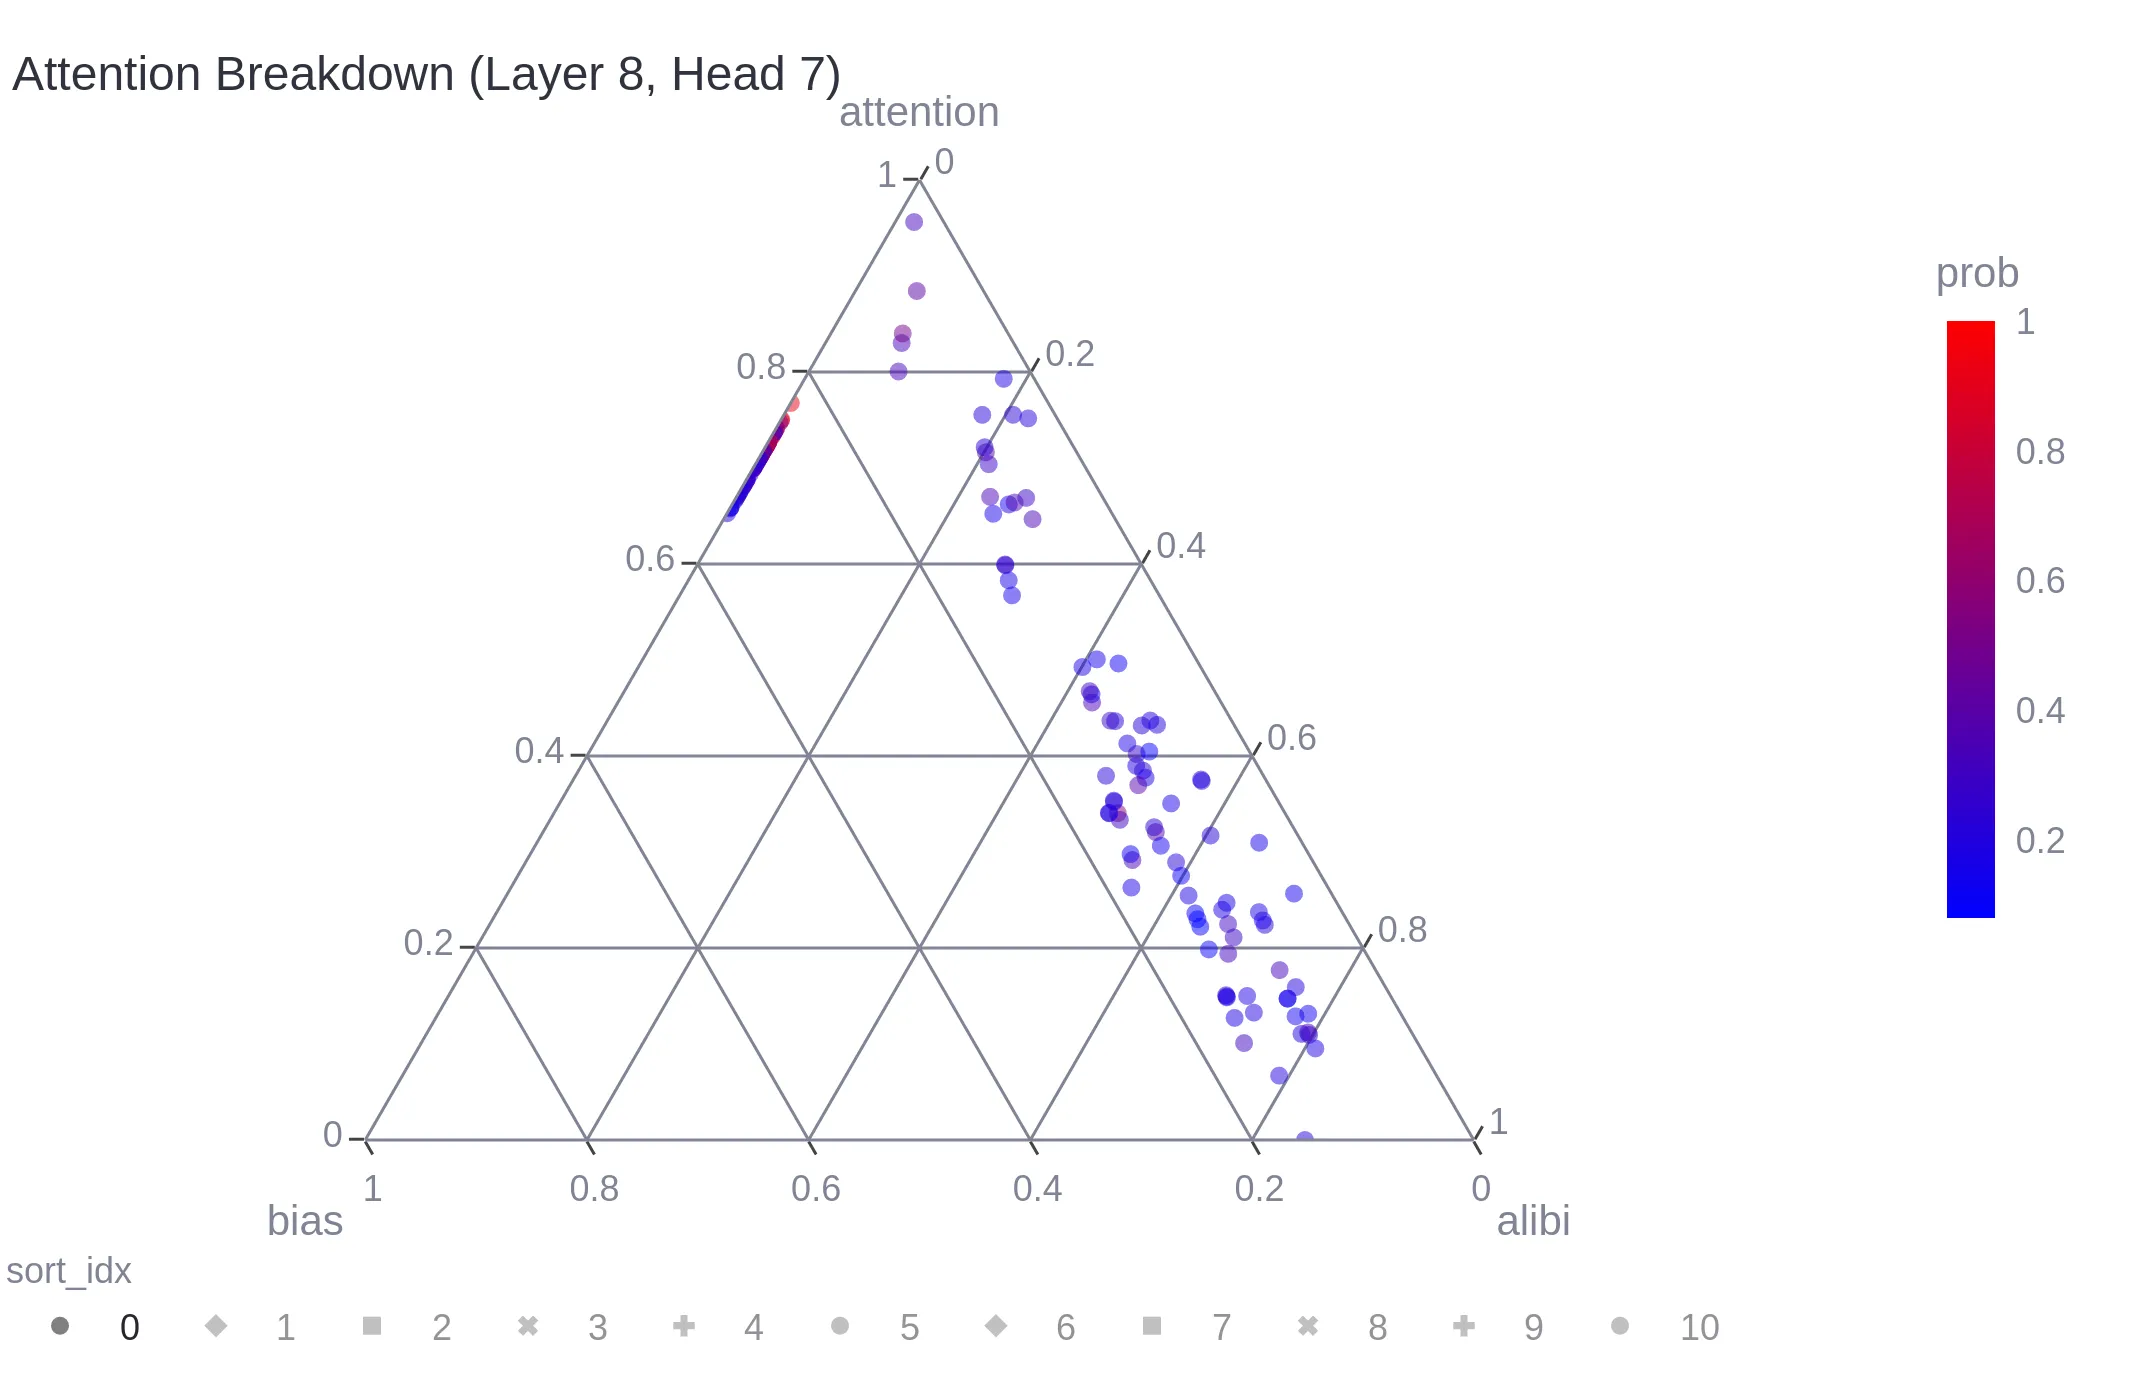 Attention Breakdown (Layer 8, Head 7)
attention
1 0
prob
1
0.8 0.2
0.8
0.6 0.4
0.6
0.4 0.6
0.4
0.2 0.8
0.2
0 1
1 0.8 0.6 0.4 0.2 0
bias alibi
sort_idx
0 1 2 3 4 5 6 7 8 9 10